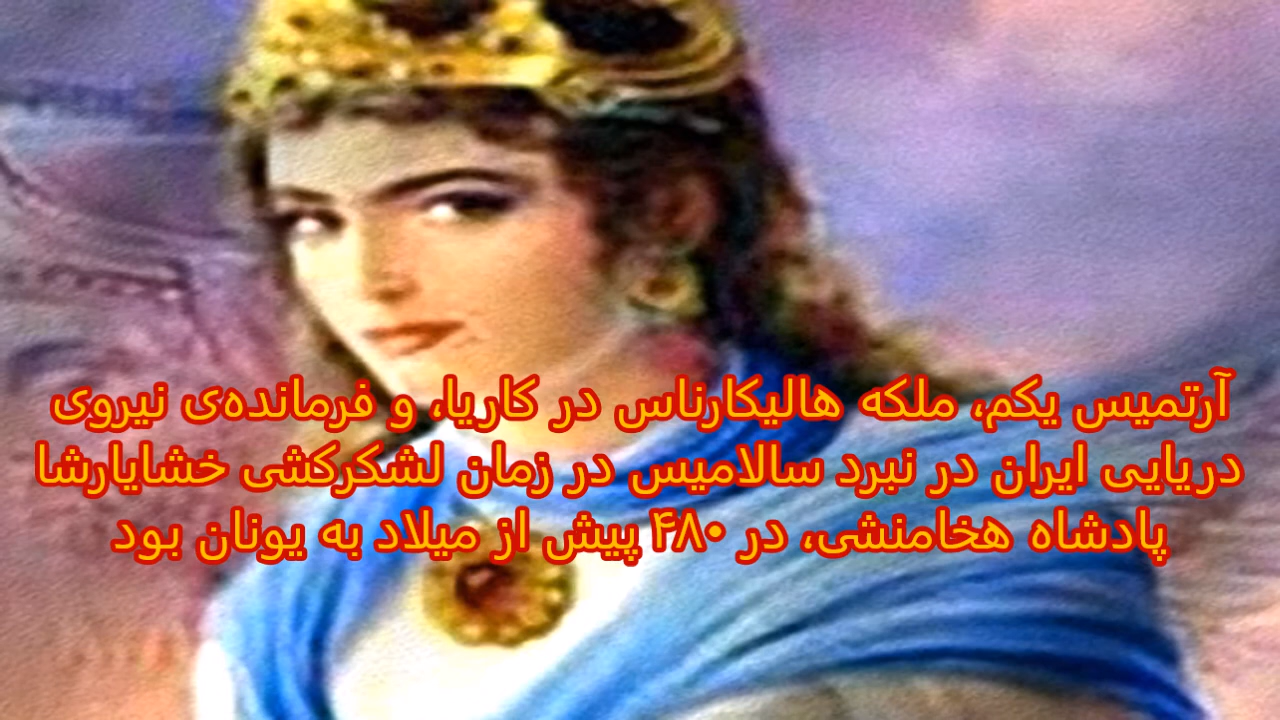 آرتمیس یکم، ملکه هالیکارناس در کاریا، و فرمانده‌ی نیروی
دریایی ایران در نبرد سالامیس در زمان لشکرکشی خشایارشا
پادشاه هخامنشی، در ۴۸۰ پیش از میلاد به یونان بود